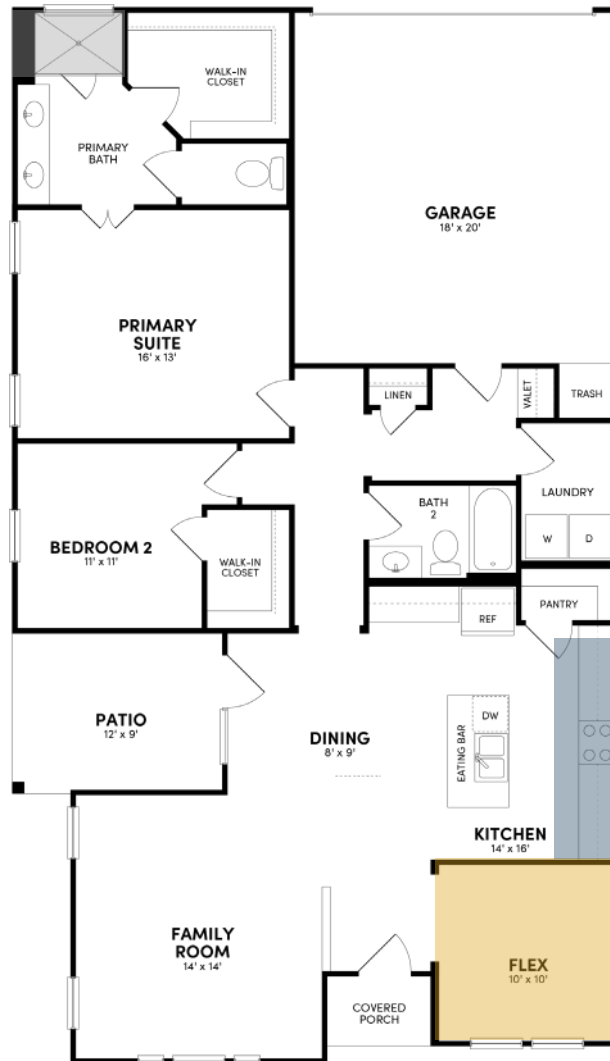 WALK-IN
CLOSET
PRIMARY
BATH
GARAGE
18' x 20'
PRIMARY
SUITE
16' x 13'
LINEN
VALET
TRASH
LAUNDRY
W
D
BATH
2
BEDROOM 2
11' x 11'
WALK-IN
CLOSET
PANTRY
REF
PATIO
12' x 9'
DINING
8' x 9'
DW
EATING BAR
KITCHEN
14' x 16'
FAMILY
ROOM
14' x 14'
FLEX
10' x 10'
COVERED
PORCH